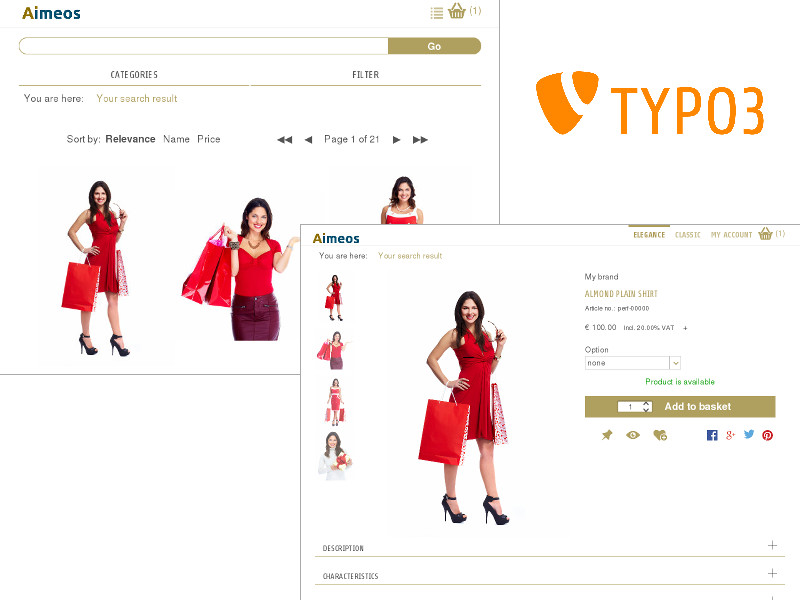 Aimeos
(1)
Go
CATEGORIES
FILTER
You are here: Your search result
Sort by: Relevance Name Price
Page 1 of 21
TYPO3
Aimeos
ELEGANCE CLASSIC MY ACCOUNT (1)
You are here: Your search result
My brand
ALMOND PLAIN SHIRT
Article no.: perf-00000
€ 100.00 Incl. 20.00% VAT +
Option
none
Product is available
1 Add to basket
DESCRIPTION
CHARACTERISTICS